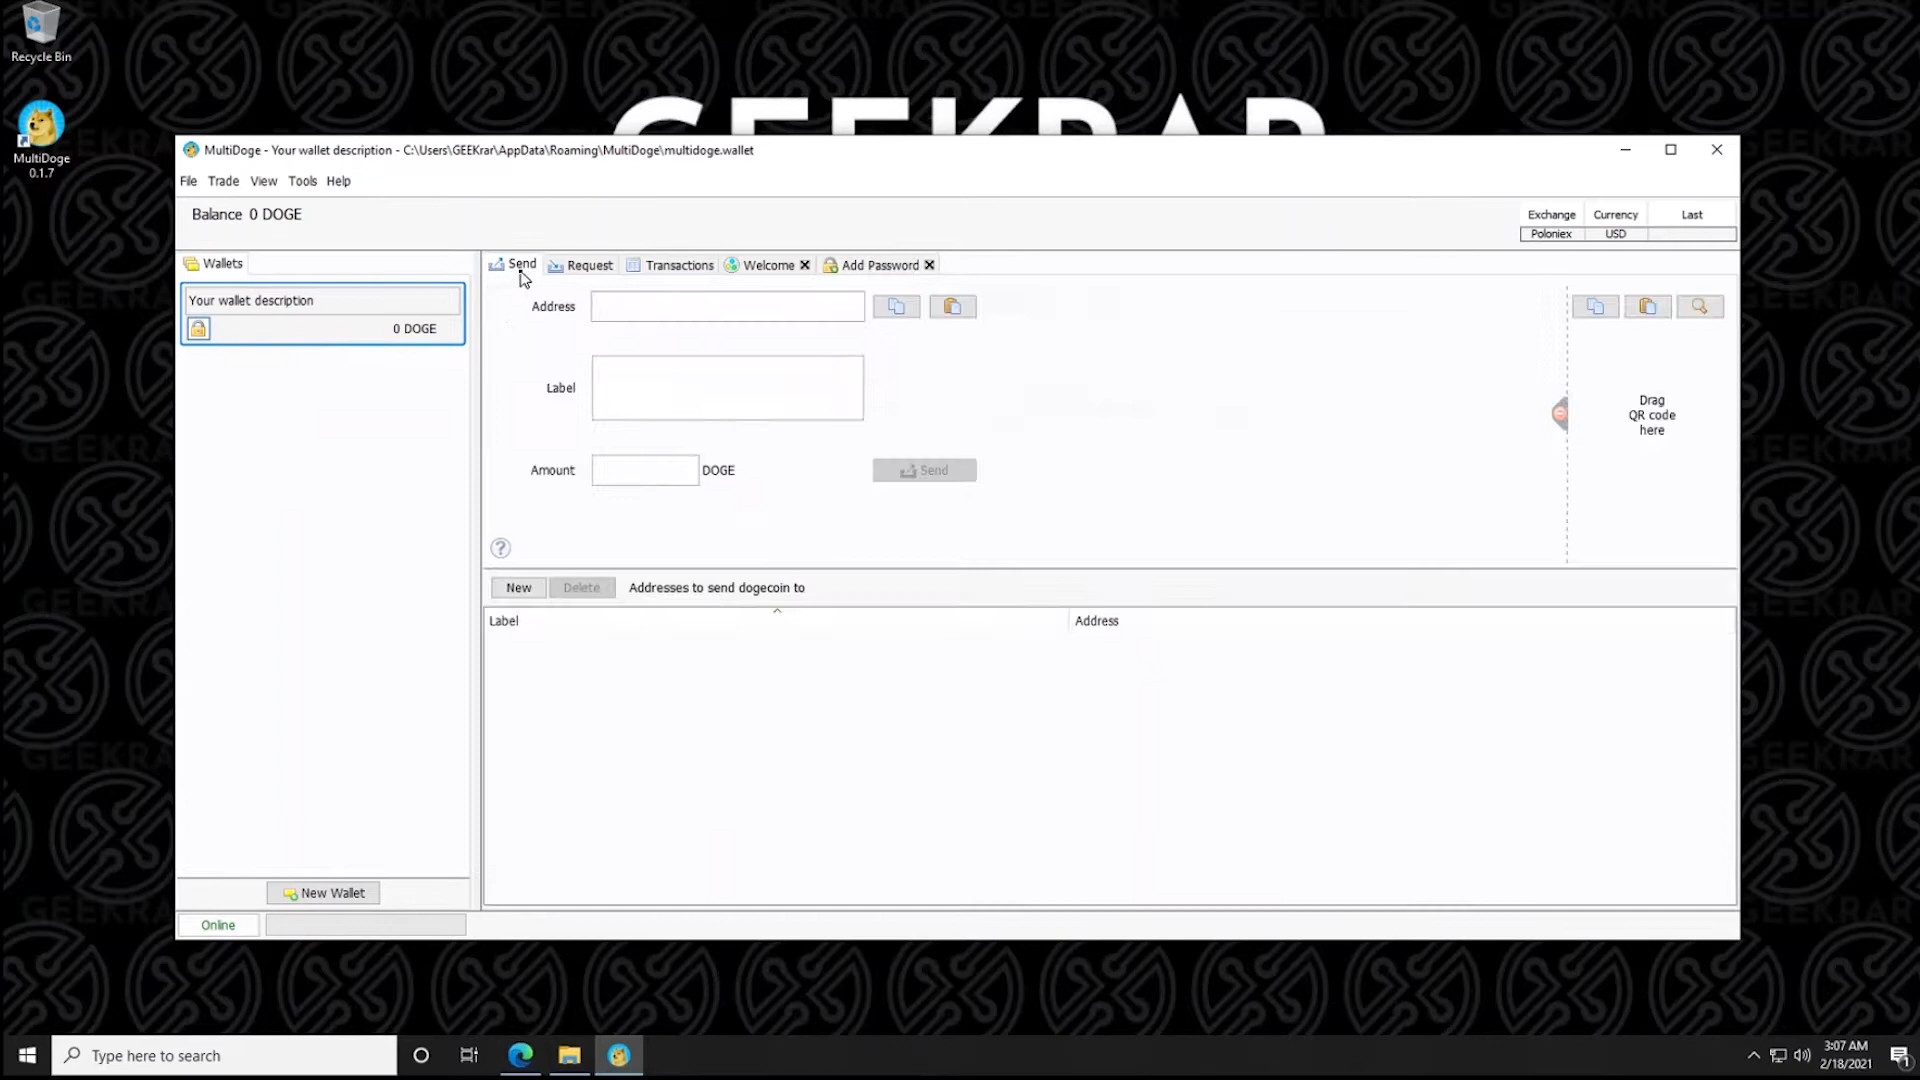 Recycle Bin
MultiDoge
0.1.7
GEEKRAR
MultiDoge - Your wallet description - C:\Users\GEEKrar\AppData\Roaming\MultiDoge\multidoge.wallet
File Trade View Tools Help
Balance 0 DOGE
Exchange Currency Last
Poloniex USD
Wallets
Your wallet description
0 DOGE
Send Request Transactions Welcome Add Password
Address
Label
Amount DOGE Send
Drag
QR code
here
New Delete Addresses to send dogecoin to
Label Address
New Wallet
Online
Type here to search
3:07 AM
2/18/2021
1